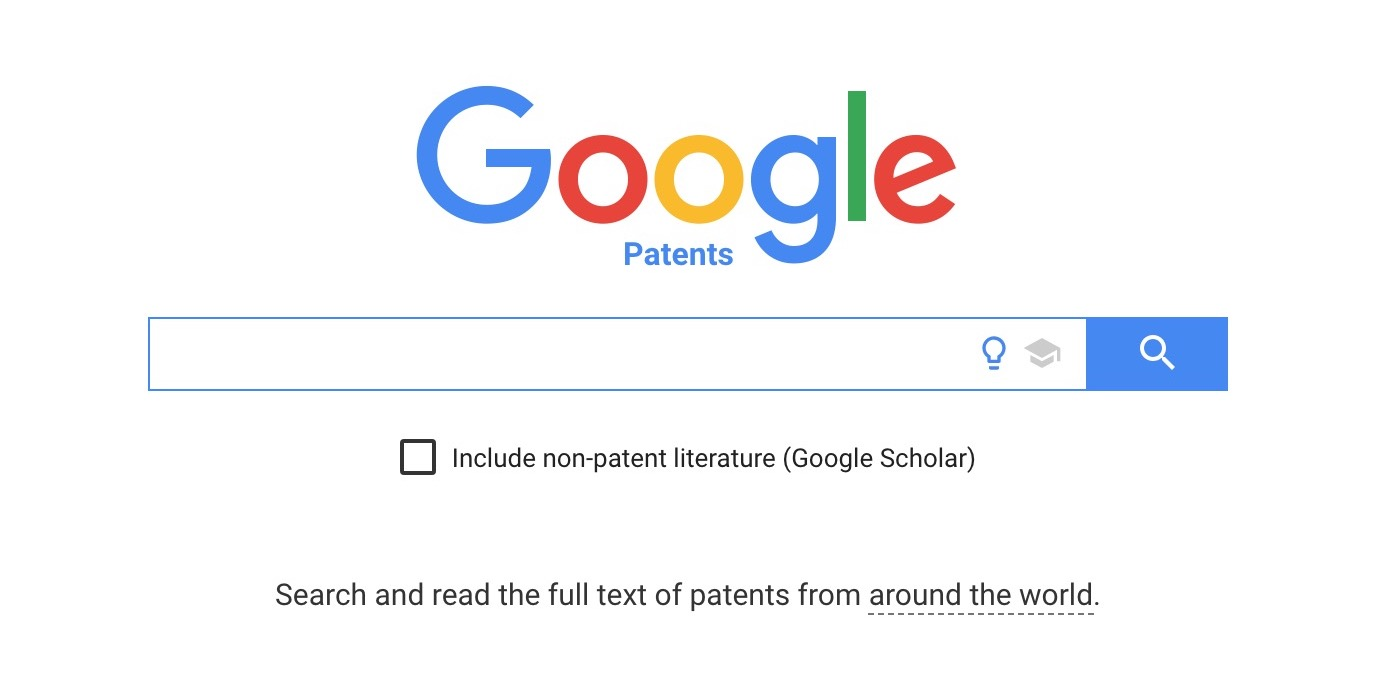 Google
Patents
Include non-patent literature (Google Scholar)
Search and read the full text of patents from around the world.